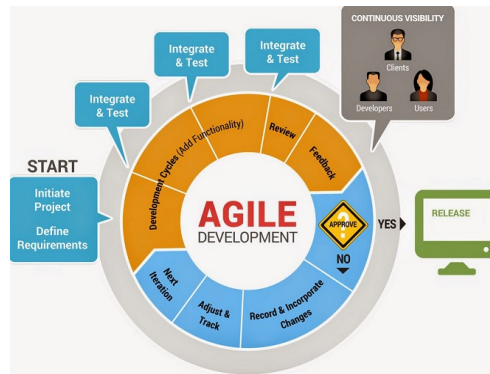 CONTINUOUS VISIBILITY
Clients
Developers
Users
Integrate
& Test
Integrate
& Test
Integrate
& Test
START
Initiate
Project
Define
Requirements
Development Cycles (Add Functionality)
Review
Feedback
AGILE
DEVELOPMENT
?
APPROVE
YES
RELEASE
NO
Record & Incorporate
Changes
Adjust &
Track
Next
Iteration